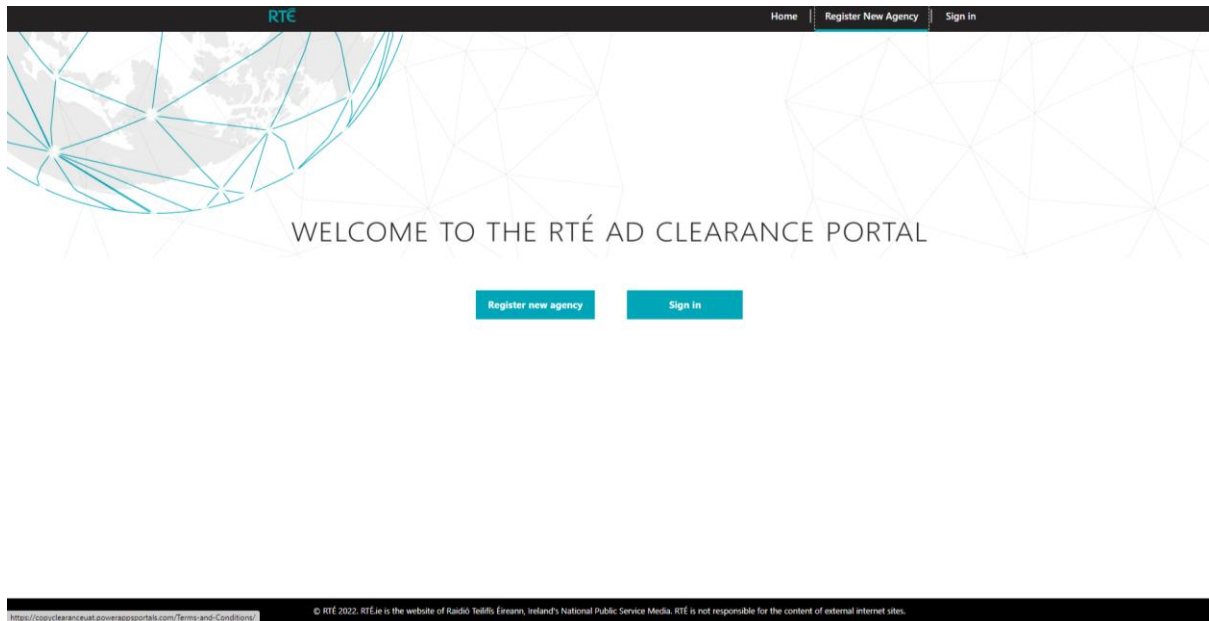 RTÉ
Home | Register New Agency | Sign in
WELCOME TO THE RTÉ AD CLEARANCE PORTAL
Register new agency
Sign in
© RTÉ 2022. RTÉ.ie is the website of Raidió Teilifís Éireann, Ireland's National Public Service Media. RTÉ is not responsible for the content of external internet sites.
https://copyclearanceuat.powerappsportals.com/Terms-and-Conditions/